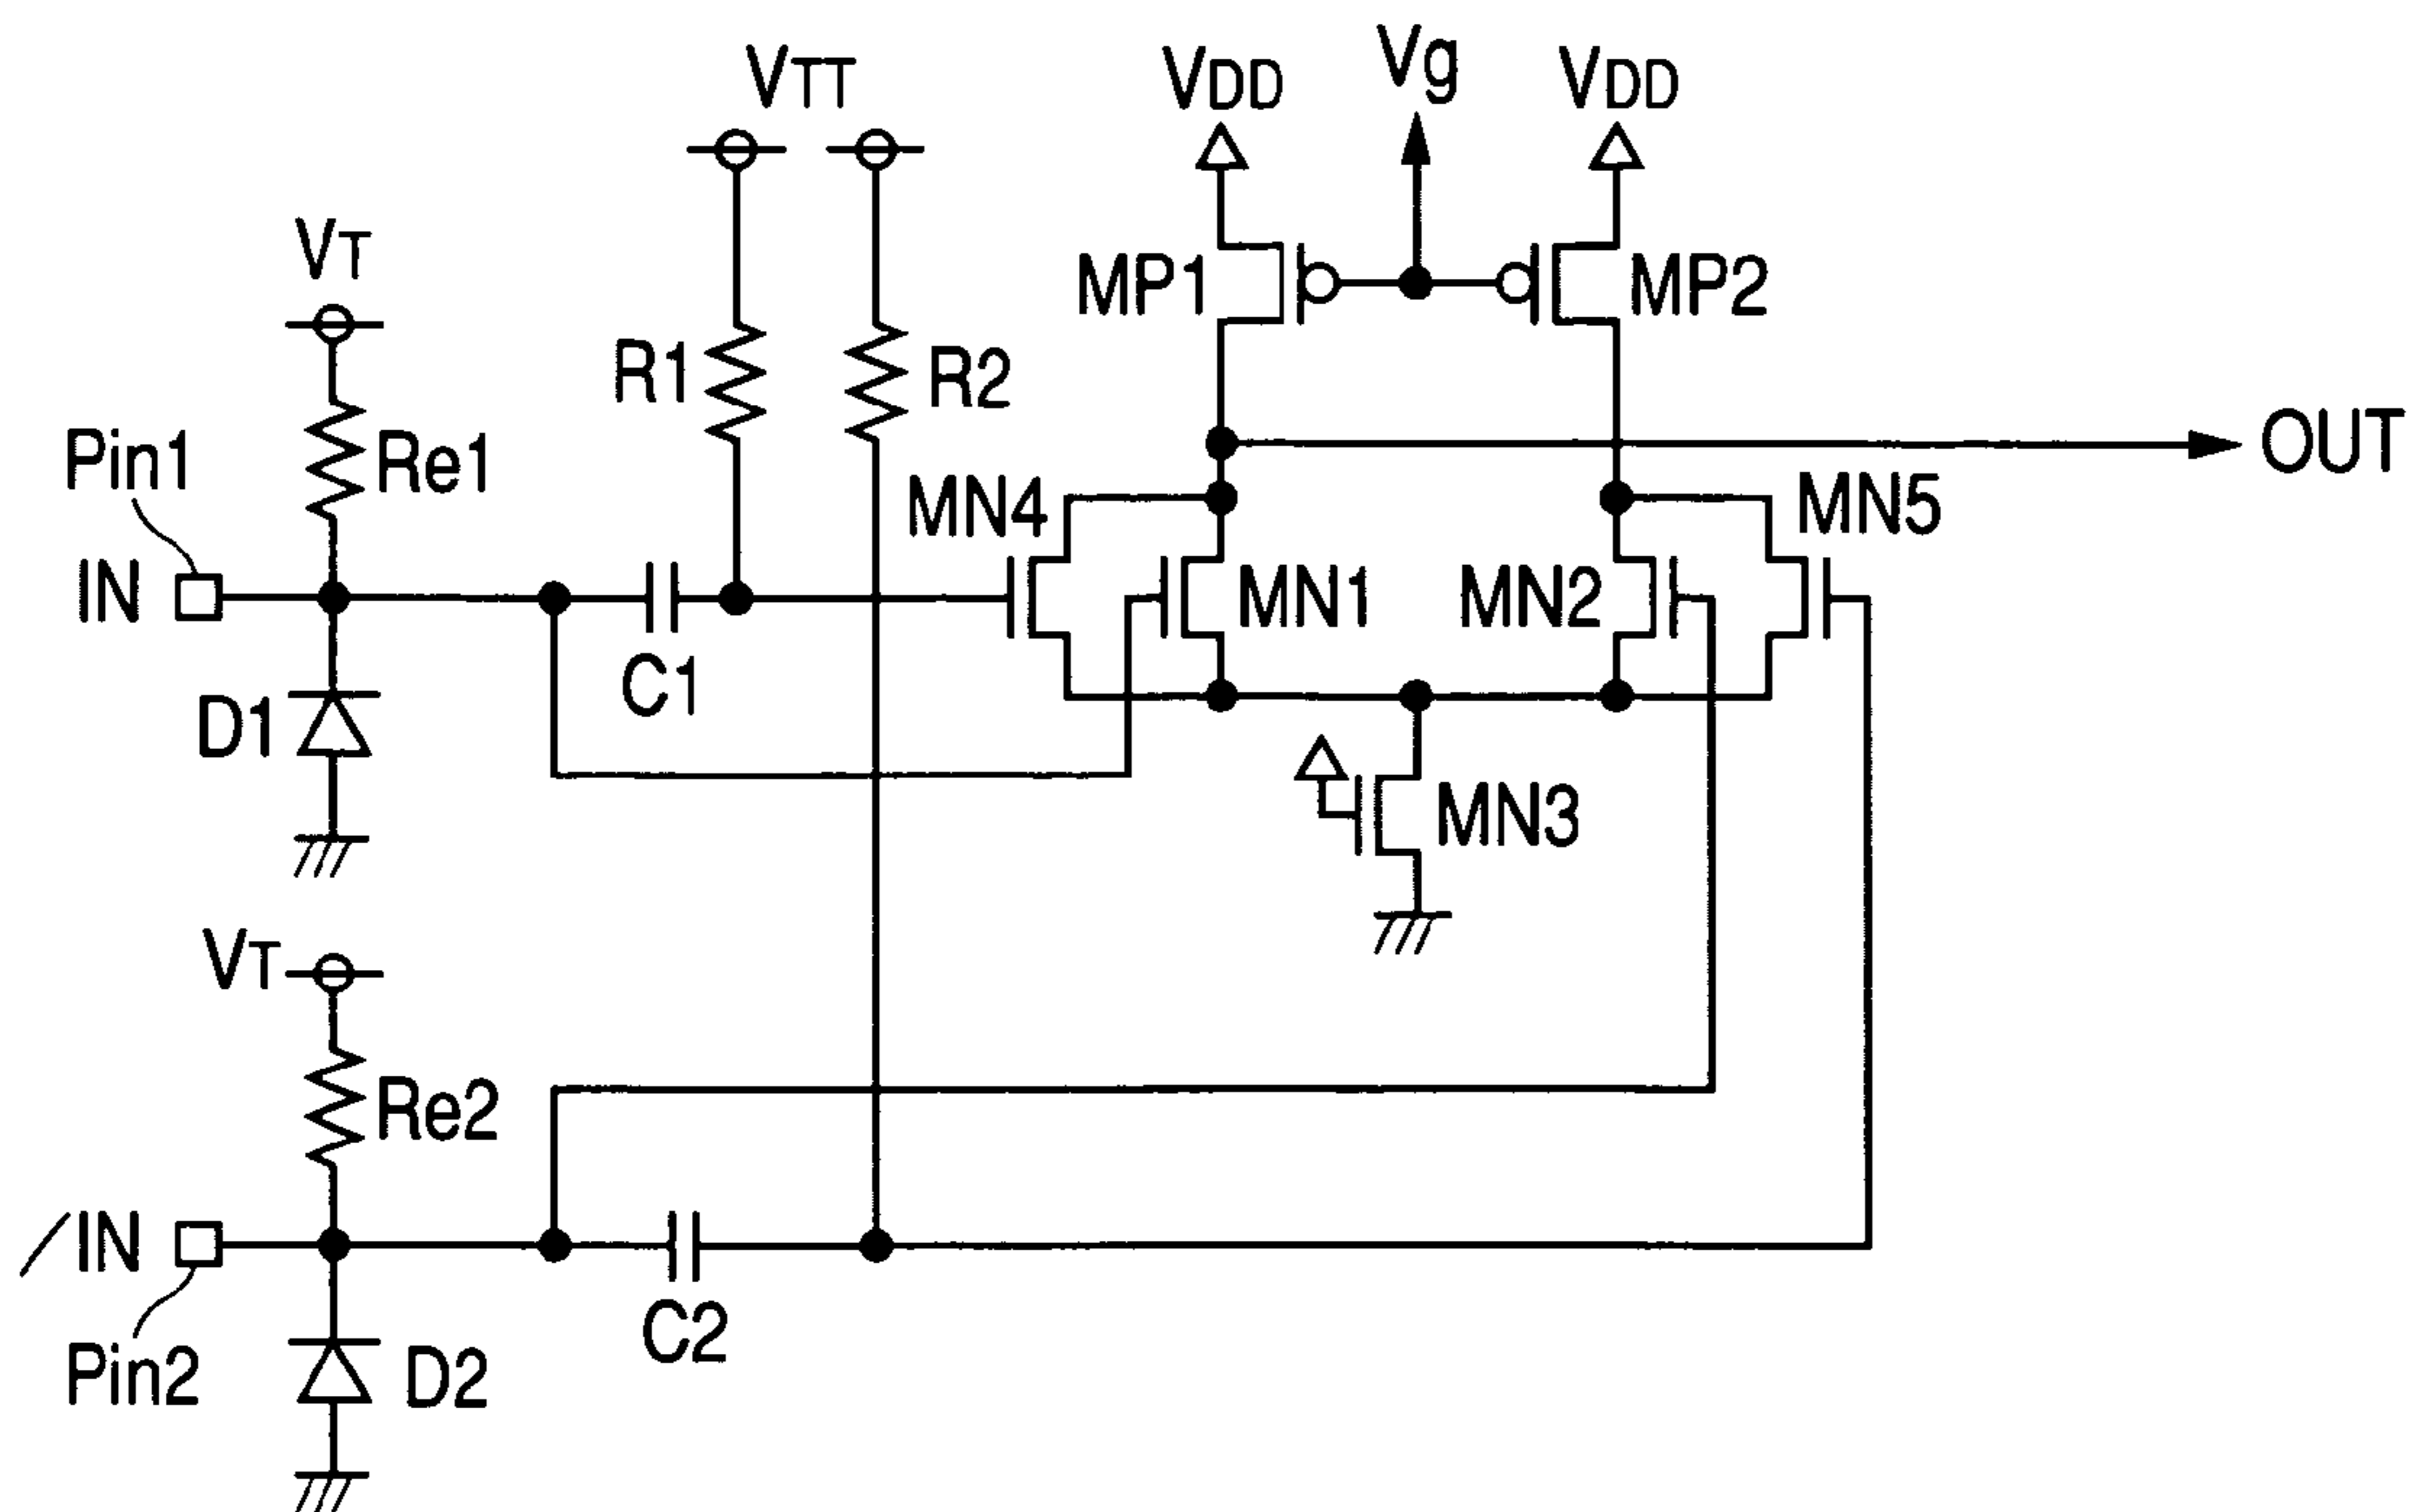 VTT
VDD
Vg
VDD
VT
MP1
MP2
R1
R2
Pin1
Re1
OUT
MN4
MN5
IN
MN1
MN2
C1
D1
MN3
VT
Re2
/IN
C2
Pin2
D2